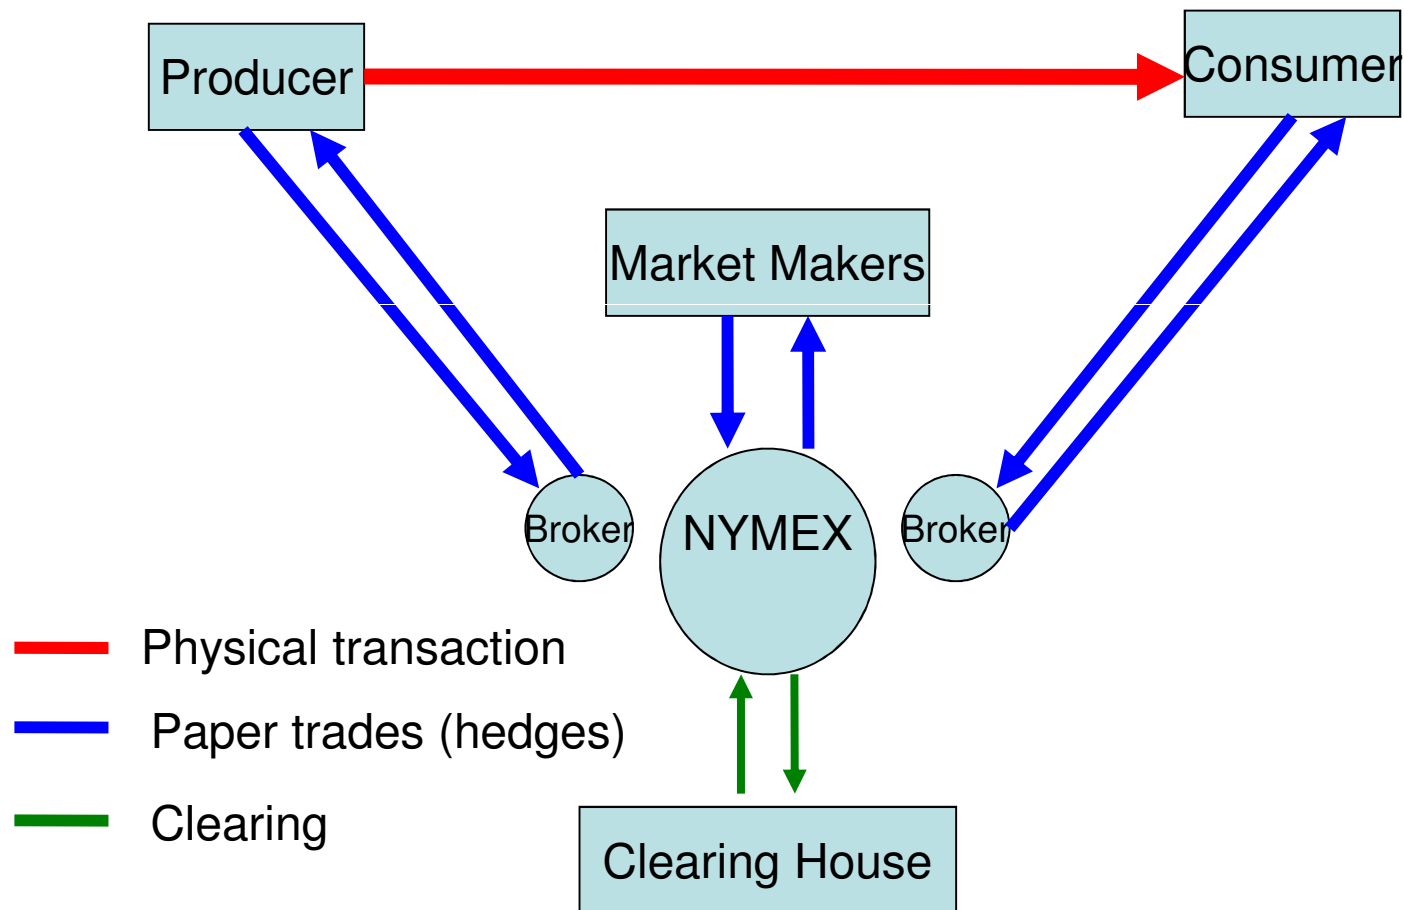 Producer
Consumer
Market Makers
Broker
NYMEX
Broker
Physical transaction
Paper trades (hedges)
Clearing
Clearing House